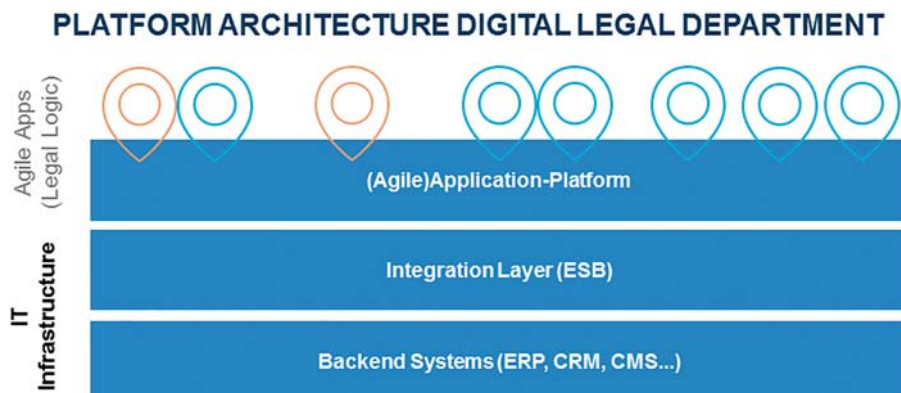 PLATFORM ARCHITECTURE DIGITAL LEGAL DEPARTMENT
Agile Apps
(Legal Logic)
(Agile)Application-Platform
IT
Infrastructure
Integration Layer (ESB)
Backend Systems (ERP, CRM, CMS...)